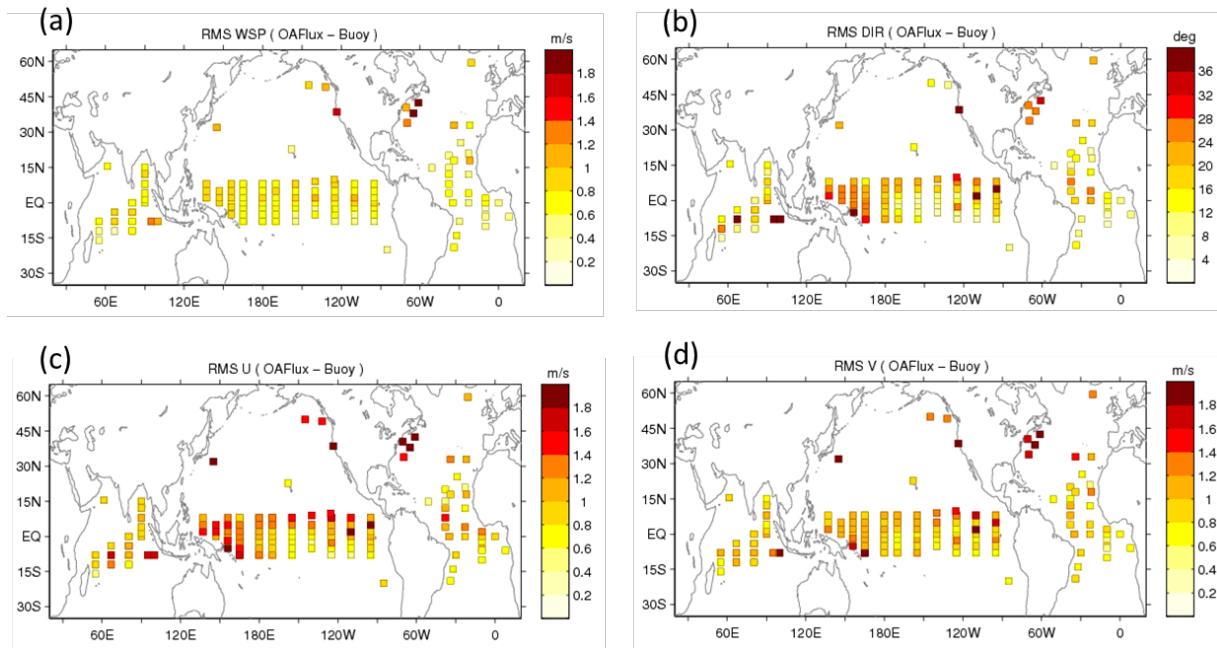 (a)
RMS WSP ( OAFlux – Buoy )
m/s
60N
45N
30N
15N
EQ
15S
30S
60E 120E 180E 120W 60W 0
1.8
1.6
1.4
1.2
1
0.8
0.6
0.4
0.2
(b)
RMS DIR ( OAFlux – Buoy )
deg
60N
45N
30N
15N
EQ
15S
30S
60E 120E 180E 120W 60W 0
36
32
28
24
20
16
12
8
4
(c)
RMS U ( OAFlux – Buoy )
m/s
60N
45N
30N
15N
EQ
15S
30S
60E 120E 180E 120W 60W 0
1.8
1.6
1.4
1.2
1
0.8
0.6
0.4
0.2
(d)
RMS V ( OAFlux – Buoy )
m/s
60N
45N
30N
15N
EQ
15S
30S
60E 120E 180E 120W 60W 0
1.8
1.6
1.4
1.2
1
0.8
0.6
0.4
0.2